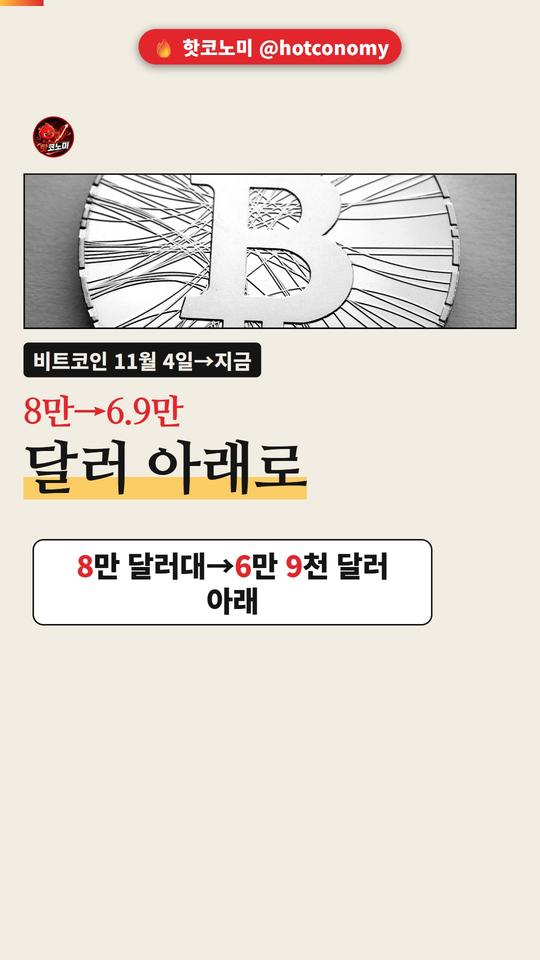 핫코노미 @hotconomy
핫코노미
B
비트코인 11월 4일→지금
8만→6.9만
달러 아래로
8만 달러대→6만 9천 달러
아래